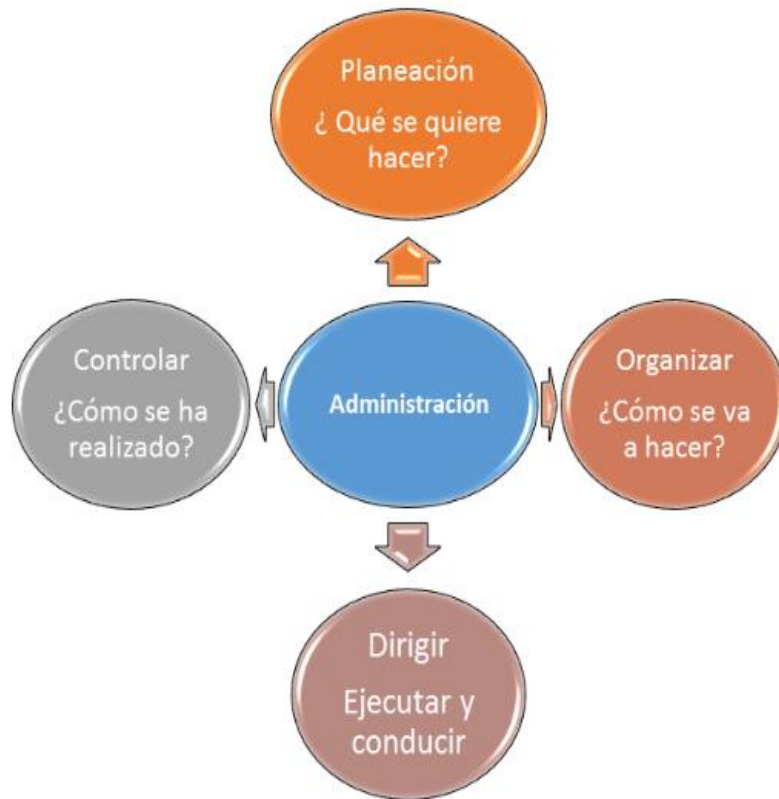 Planeación
¿ Qué se quiere
hacer?
Controlar
¿Cómo se ha
realizado?
Administración
Organizar
¿Cómo se va
a hacer?
Dirigir
Ejecutar y
conducir